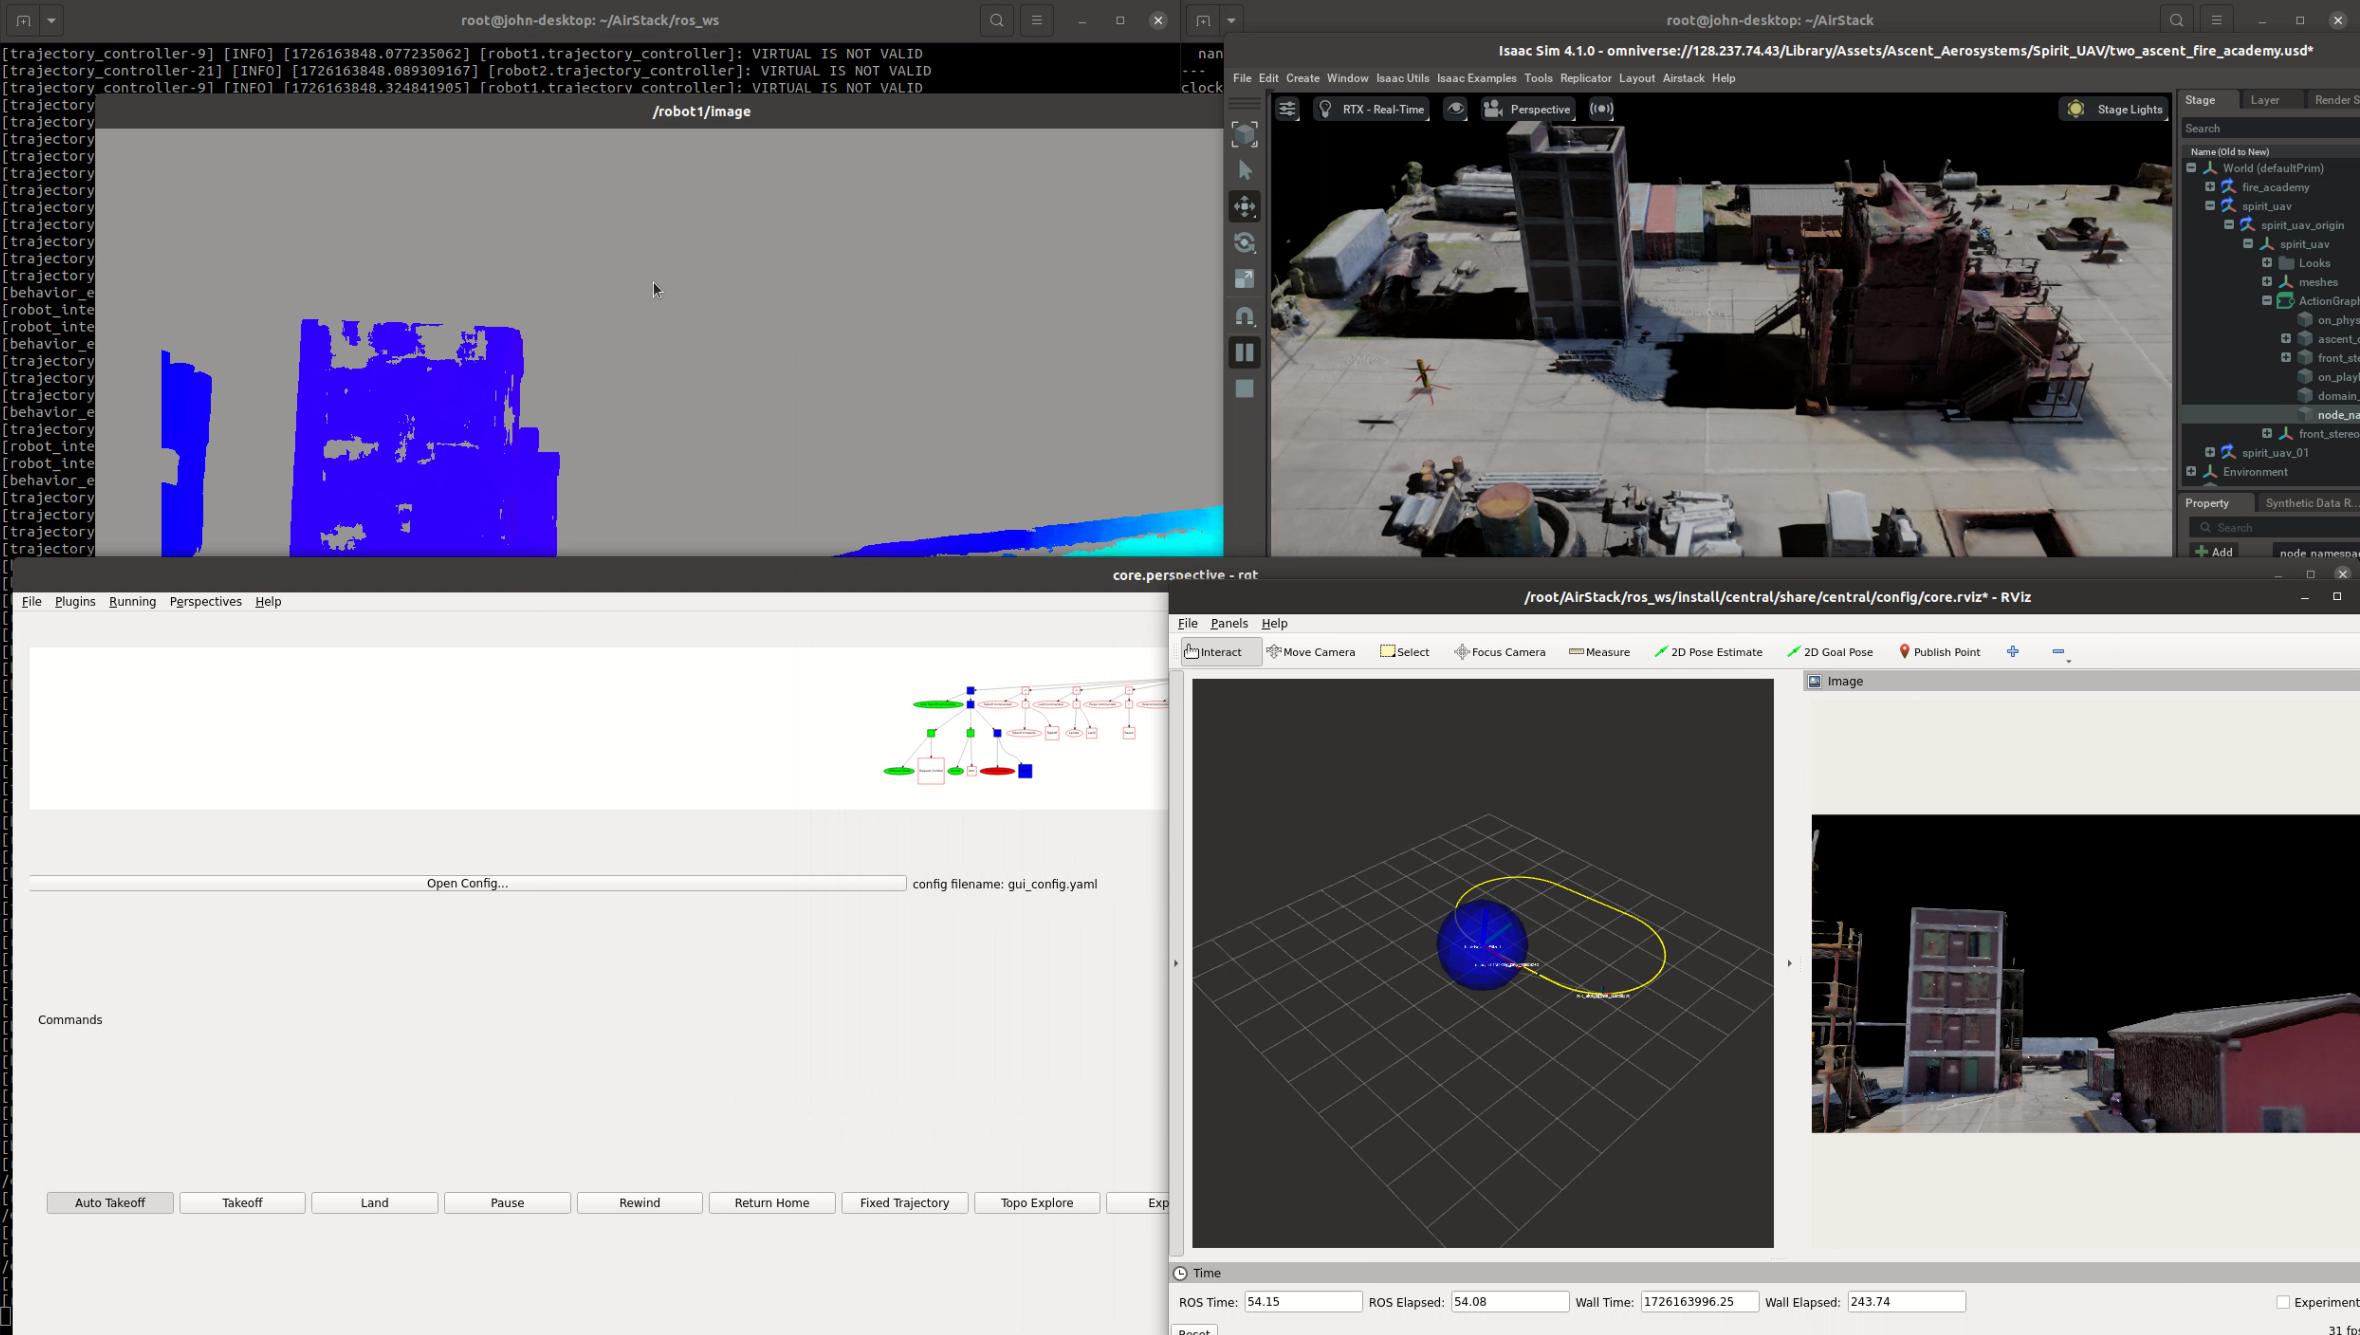 root@john-desktop: ~/AirStack/ros_ws
root@john-desktop: ~/AirStack
[trajectory_controller-9] [INFO] [1726163848.077235062] [robot1.trajectory_controller]: VIRTUAL IS NOT VALID
[trajectory_controller-21] [INFO] [1726163848.089309167] [robot2.trajectory_controller]: VIRTUAL IS NOT VALID
[trajectory_controller-9] [INFO] [1726163848.324841905] [robot1.trajectory_controller]: VIRTUAL IS NOT VALID
[trajectory
[trajectory
[trajectory
[trajectory
[trajectory
[trajectory
[trajectory
[trajectory
[trajectory
[trajectory
[trajectory
[behavior_e
[robot_inte
[robot_inte
[behavior_e
[trajectory
[trajectory
[trajectory
[behavior_e
[trajectory
[robot_inte
[robot_inte
[behavior_e
[trajectory
[trajectory
[trajectory
[trajectory
nan
---
clock
/robot1/image
Isaac Sim 4.1.0 - omniverse://128.237.74.43/Library/Assets/Ascent_Aerosystems/Spirit_UAV/two_ascent_fire_academy.usd*
File Edit Create Window Isaac Utils Isaac Examples Tools Replicator Layout Airstack Help
RTX - Real-Time
Perspective
Stage Lights
Stage Layer Render S
Search
Name (Old to New)
World (defaultPrim)
fire_academy
spirit_uav
spirit_uav_origin
spirit_uav
Looks
meshes
ActionGraph
on_phys
ascent_
front_ste
on_play
domain_
node_na
front_stereo
spirit_uav_01
Environment
Property Synthetic Data R...
Search
Add
node namespac
core.perspective - rqt
File Plugins Running Perspectives Help
Open Config...
config filename: gui_config.yaml
Commands
Auto Takeoff
Takeoff
Land
Pause
Rewind
Return Home
Fixed Trajectory
Topo Explore
Exp
/root/AirStack/ros_ws/install/central/share/central/config/core.rviz* - RViz
File Panels Help
Interact Move Camera Select Focus Camera Measure 2D Pose Estimate 2D Goal Pose Publish Point
Image
Time
ROS Time: 54.15 ROS Elapsed: 54.08 Wall Time: 1726163996.25 Wall Elapsed: 243.74 Experiment
Reset
31 fps